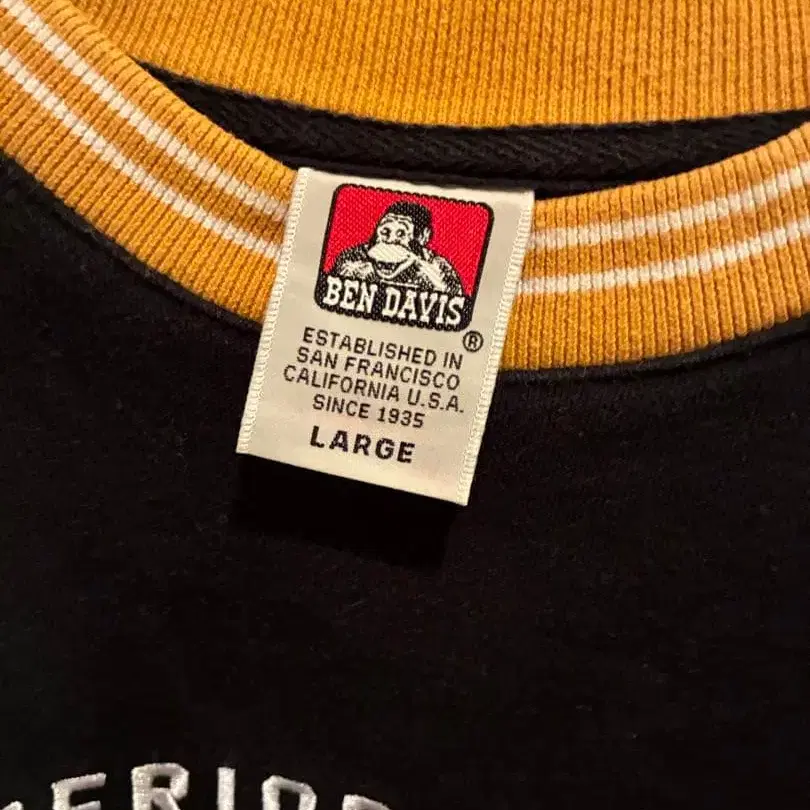 BEN DAVIS
®
ESTABLISHED IN
SAN FRANCISCO
CALIFORNIA U.S.A.
SINCE 1935
LARGE